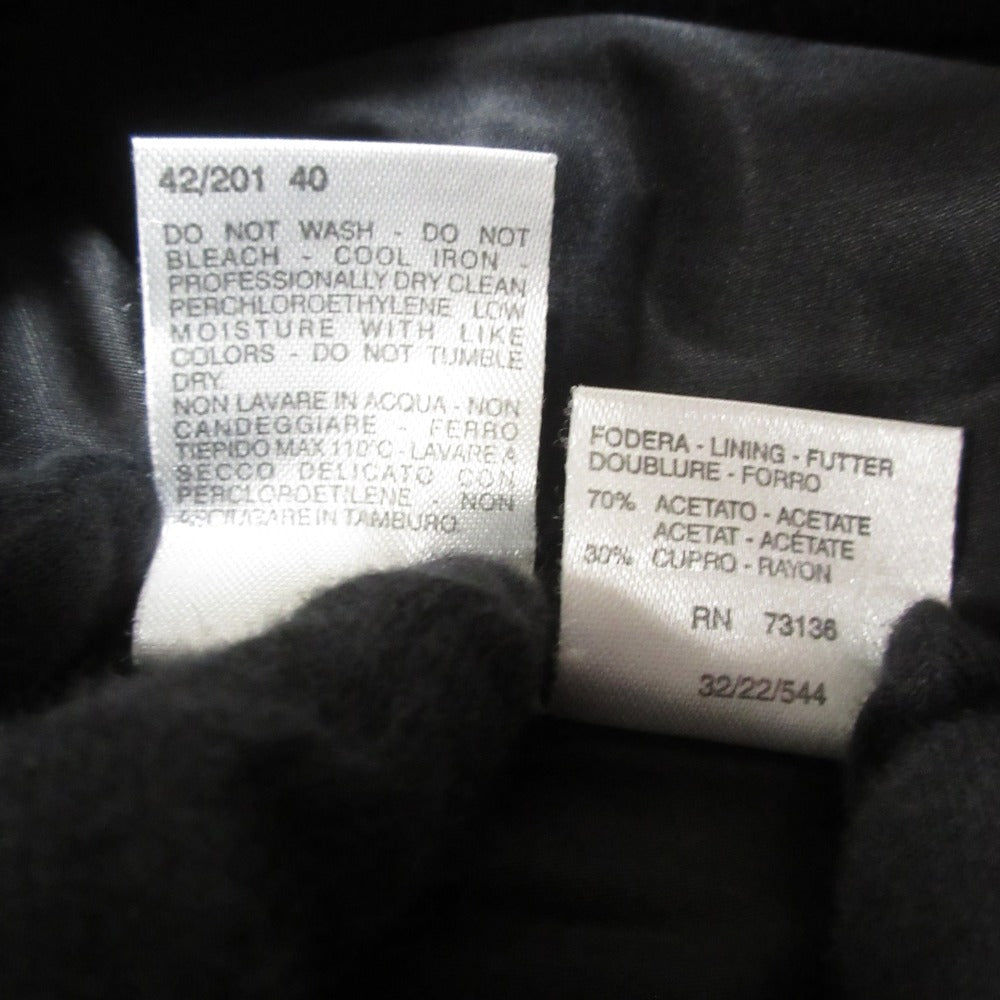 42/201 40
DO NOT WASH - DO NOT
BLEACH - COOL IRON -
PROFESSIONALLY DRY CLEAN
PERCHLOROETHYLENE LOW
MOISTURE WITH LIKE
COLORS - DO NOT TUMBLE
DRY
NON LAVARE IN ACQUA - NON
CANDEGGIARE - FERRO
TIEPIDO MAX 110°C - LAVARE A
SECCO DELICATO CON
PERCLOROETILENE - NON
ASCIUGARE IN TAMBURO
FODERA - LINING - FUTTER
DOUBLURE - FORRO
70% ACETATO - ACETATE
ACETAT - ACÉTATE
30% CUPRO - RAYON
RN 73136
32/22/544